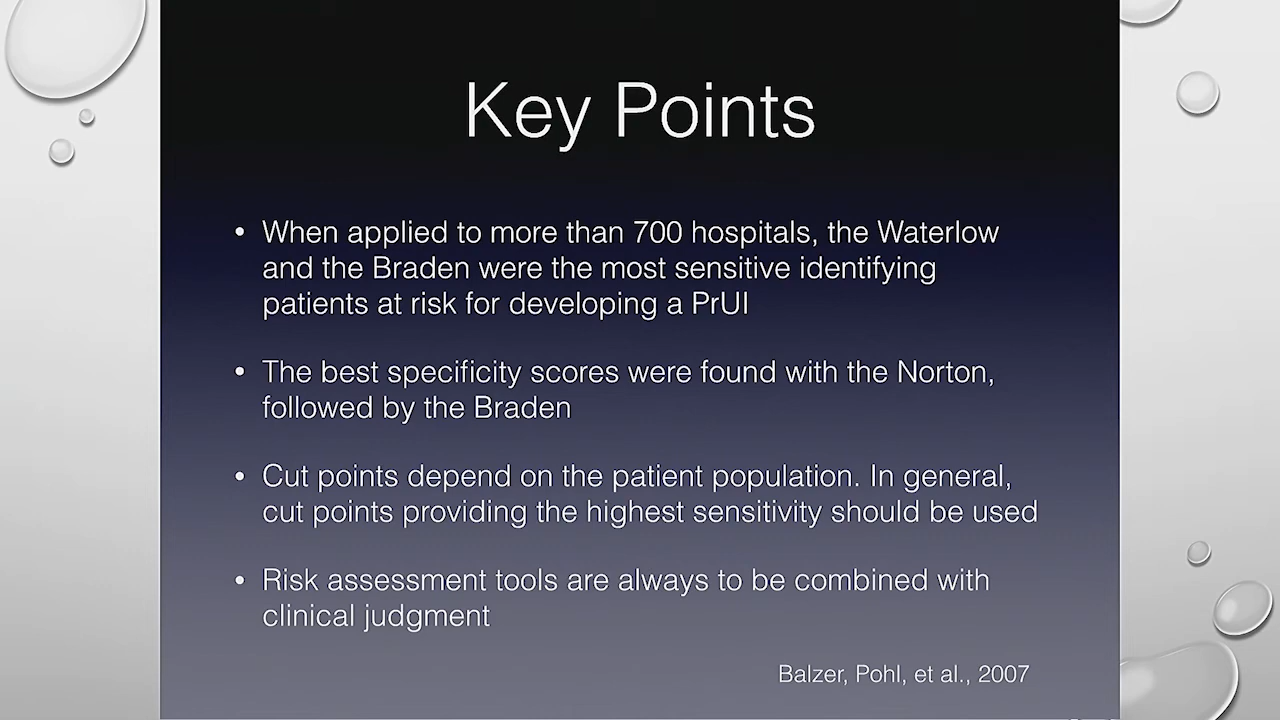 Key Points
• When applied to more than 700 hospitals, the Waterlow
and the Braden were the most sensitive identifying
patients at risk for developing a PrUI
• The best specificity scores were found with the Norton,
followed by the Braden
• Cut points depend on the patient population. In general,
cut points providing the highest sensitivity should be used
• Risk assessment tools are always to be combined with
clinical judgment
Balzer, Pohl, et al., 2007